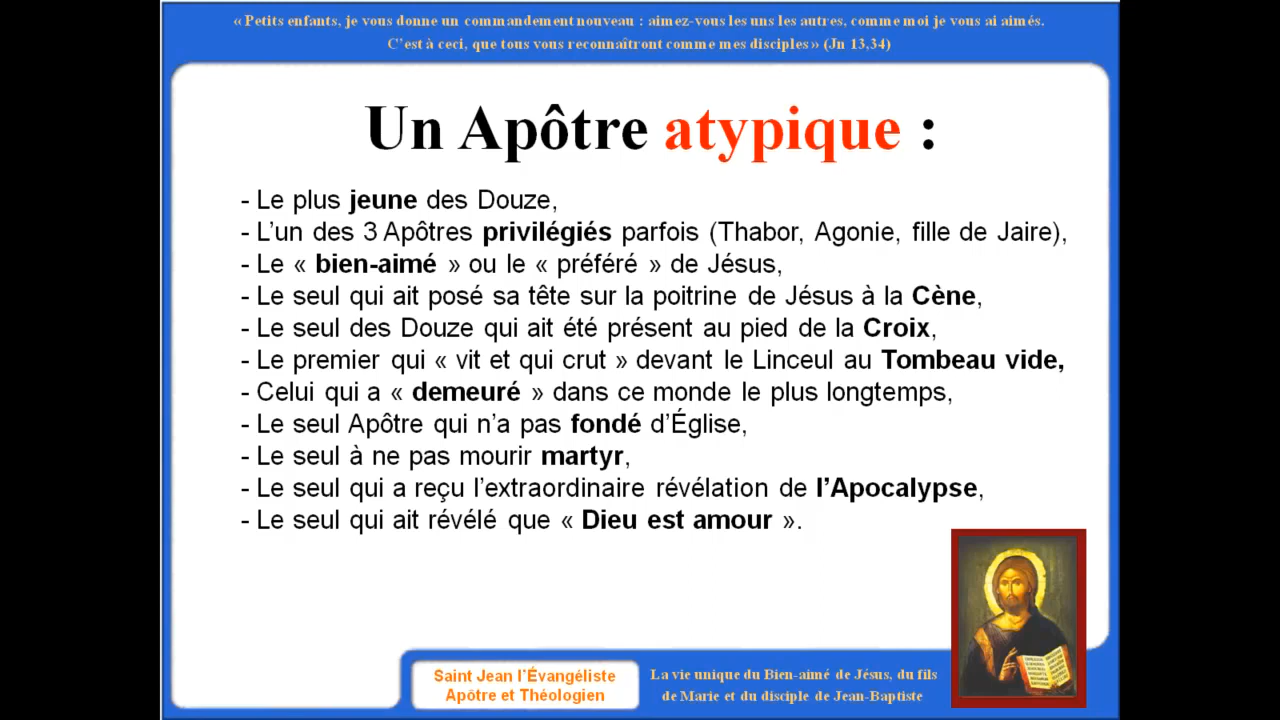 « Petits enfants, je vous donne un commandement nouveau : aimez-vous les uns les autres, comme moi je vous ai aimés.
C'est à ceci, que tous vous reconnaîtront comme mes disciples » (Jn 13,34)
Un Apôtre atypique :
- Le plus jeune des Douze,
- L'un des 3 Apôtres privilégiés parfois (Thabor, Agonie, fille de Jaire),
- Le « bien-aimé » ou le « préféré » de Jésus,
- Le seul qui ait posé sa tête sur la poitrine de Jésus à la Cène,
- Le seul des Douze qui ait été présent au pied de la Croix,
- Le premier qui « vit et qui crut » devant le Linceul au Tombeau vide,
- Celui qui a « demeuré » dans ce monde le plus longtemps,
- Le seul Apôtre qui n'a pas fondé d'Église,
- Le seul à ne pas mourir martyr,
- Le seul qui a reçu l'extraordinaire révélation de l'Apocalypse,
- Le seul qui ait révélé que « Dieu est amour ».
Saint Jean l'Évangéliste
Apôtre et Théologien
La vie unique du Bien-aimé de Jésus, du fils
de Marie et du disciple de Jean-Baptiste